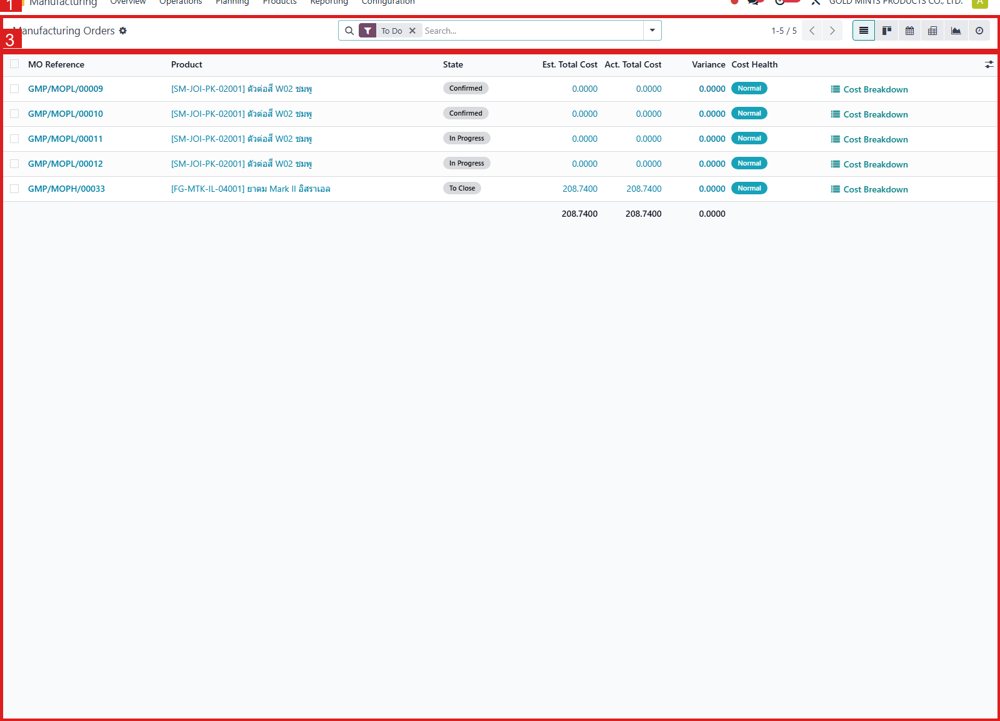 1
Manufacturing Overview Operations Planning Products Reporting Configuration GOLD MINTS PRODUCTS CO., LTD. A
3
Manufacturing Orders To Do Search... 1-5 / 5
MO Reference Product State Est. Total Cost Act. Total Cost Variance Cost Health
GMP/MOPL/00009 [SM-JOI-PK-02001] ตัวต่อสี W02 ชมพู Confirmed 0.0000 0.0000 0.0000 Normal Cost Breakdown
GMP/MOPL/00010 [SM-JOI-PK-02001] ตัวต่อสี W02 ชมพู Confirmed 0.0000 0.0000 0.0000 Normal Cost Breakdown
GMP/MOPL/00011 [SM-JOI-PK-02001] ตัวต่อสี W02 ชมพู In Progress 0.0000 0.0000 0.0000 Normal Cost Breakdown
GMP/MOPL/00012 [SM-JOI-PK-02001] ตัวต่อสี W02 ชมพู In Progress 0.0000 0.0000 0.0000 Normal Cost Breakdown
GMP/MOPH/00033 [FG-MTK-IL-04001] ยาดม Mark II อิสราเอล To Close 208.7400 208.7400 0.0000 Normal Cost Breakdown
208.7400 208.7400 0.0000